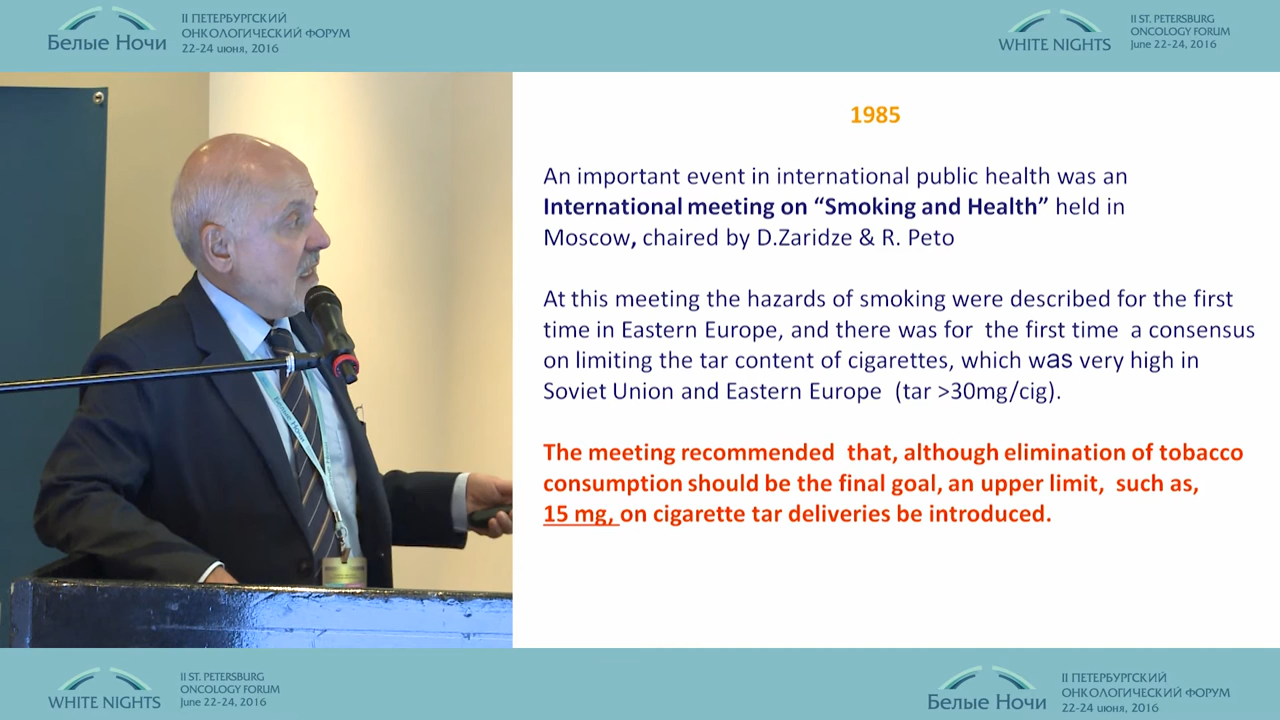 Белые Ночи
II ПЕТЕРБУРГСКИЙ
ОНКОЛОГИЧЕСКИЙ ФОРУМ
22-24 июня, 2016
WHITE NIGHTS
II ST. PETERSBURG
ONCOLOGY FORUM
June 22-24, 2016
1985
An important event in international public health was an
International meeting on “Smoking and Health” held in
Moscow, chaired by D.Zaridze & R. Peto
At this meeting the hazards of smoking were described for the first
time in Eastern Europe, and there was for the first time a consensus
on limiting the tar content of cigarettes, which was very high in
Soviet Union and Eastern Europe (tar >30mg/cig).
The meeting recommended that, although elimination of tobacco
consumption should be the final goal, an upper limit, such as,
15 mg, on cigarette tar deliveries be introduced.
Белые Ночи
WHITE NIGHTS
II ST. PETERSBURG
ONCOLOGY FORUM
June 22-24, 2016
Белые Ночи
II ПЕТЕРБУРГСКИЙ
ОНКОЛОГИЧЕСКИЙ ФОРУМ
22-24 июня, 2016